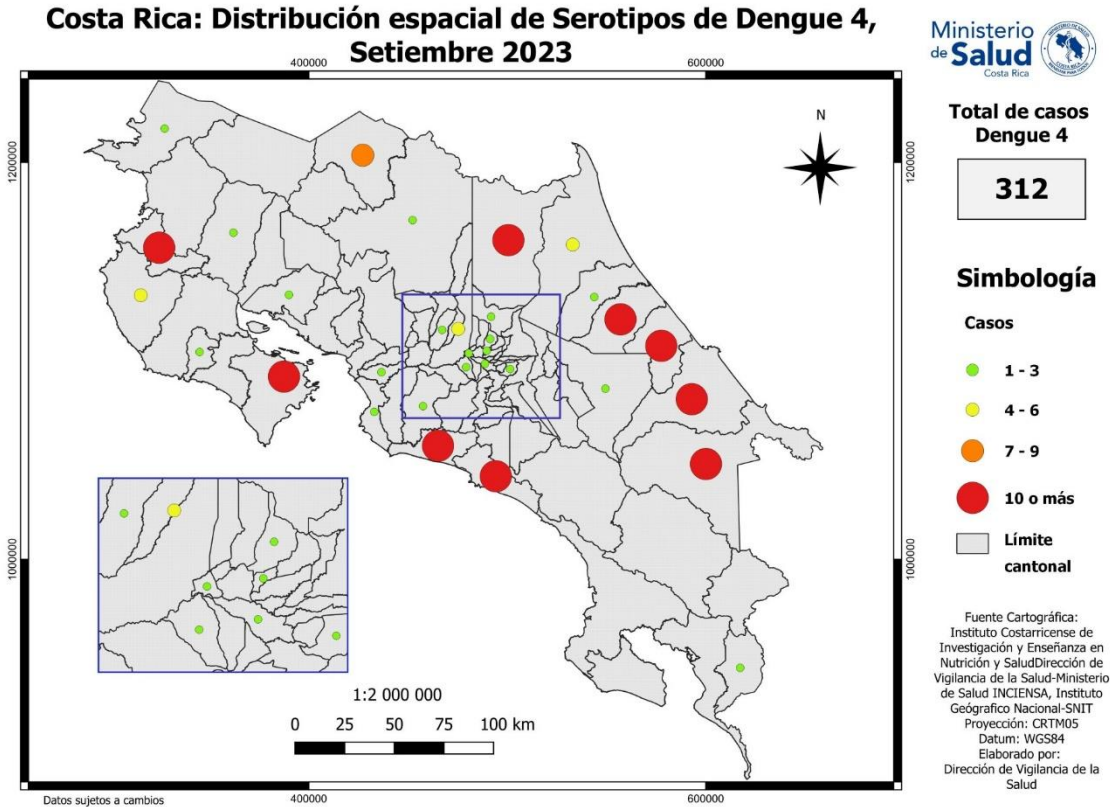 Costa Rica: Distribución espacial de Serotipos de Dengue 4,
Setiembre 2023
400000
600000
1200000
1000000
N
1200000
1000000
1:2 000 000
0 25 50 75 100 km
400000
600000
Datos sujetos a cambios
Ministerio
de Salud
Costa Rica
Total de casos
Dengue 4
312
Simbología
Casos
1 - 3
4 - 6
7 - 9
10 o más
Límite
cantonal
Fuente Cartográfica:
Instituto Costarricense de
Investigación y Enseñanza en
Nutrición y SaludDirección de
Vigilancia de la Salud-Ministerio
de Salud INCIENSA, Instituto
Geógrafico Nacional-SNIT
Proyección: CRTM05
Datum: WGS84
Elaborado por:
Dirección de Vigilancia de la
Salud